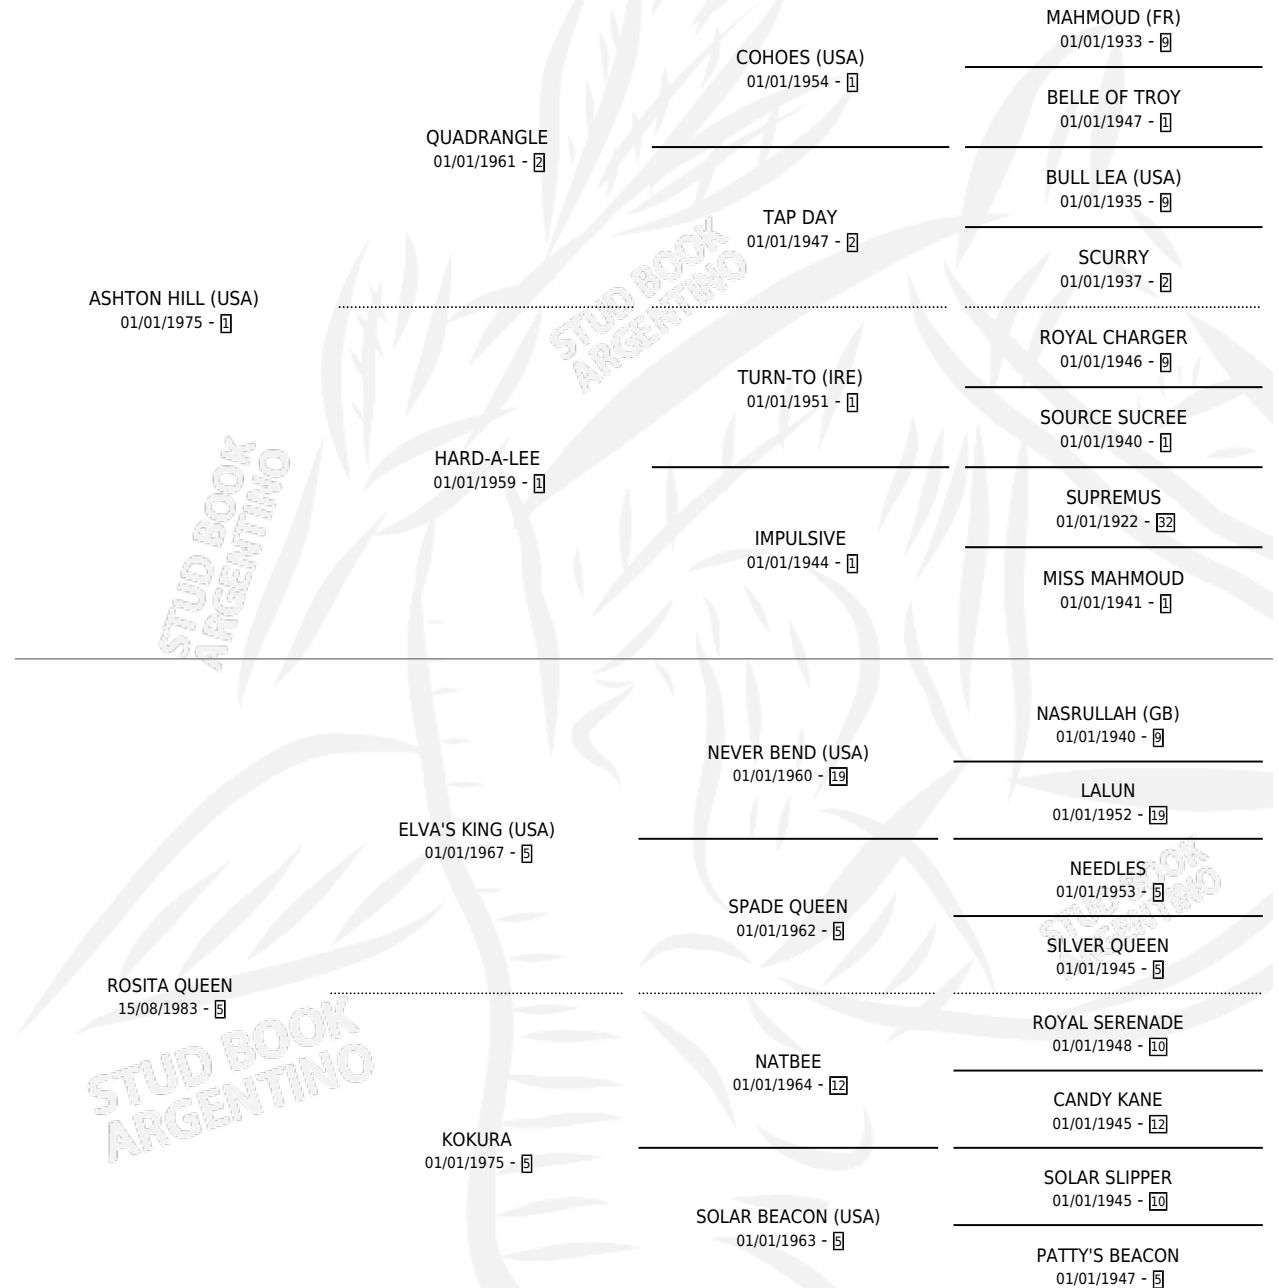 MAHMOUD (FR)
01/01/1933 - 9
COHOES (USA)
01/01/1954 - 1
BELLE OF TROY
01/01/1947 - 1
QUADRANGLE
01/01/1961 - 2
BULL LEA (USA)
01/01/1935 - 9
TAP DAY
01/01/1947 - 2
SCURRY
01/01/1937 - 2
ASHTON HILL (USA)
01/01/1975 - 1
ROYAL CHARGER
01/01/1946 - 9
TURN-TO (IRE)
01/01/1951 - 1
SOURCE SUCREE
01/01/1940 - 1
HARD-A-LEE
01/01/1959 - 1
SUPREMUS
01/01/1922 - 32
IMPULSIVE
01/01/1944 - 1
MISS MAHMOUD
01/01/1941 - 1
NASRULLAH (GB)
01/01/1940 - 9
NEVER BEND (USA)
01/01/1960 - 19
LALUN
01/01/1952 - 19
ELVA'S KING (USA)
01/01/1967 - 5
NEEDLES
01/01/1953 - 5
SPADE QUEEN
01/01/1962 - 5
SILVER QUEEN
01/01/1945 - 5
ROSITA QUEEN
15/08/1983 - 5
ROYAL SERENADE
01/01/1948 - 10
NATBEE
01/01/1964 - 12
CANDY KANE
01/01/1945 - 12
KOKURA
01/01/1975 - 5
SOLAR SLIPPER
01/01/1945 - 10
SOLAR BEACON (USA)
01/01/1963 - 5
PATTY'S BEACON
01/01/1947 - 5
STUD BOOK
ARGENTINO
STUD BOOK
ARGENTINO
STUD BOOK
ARGENTINO
STUD BOOK
ARGENTINO